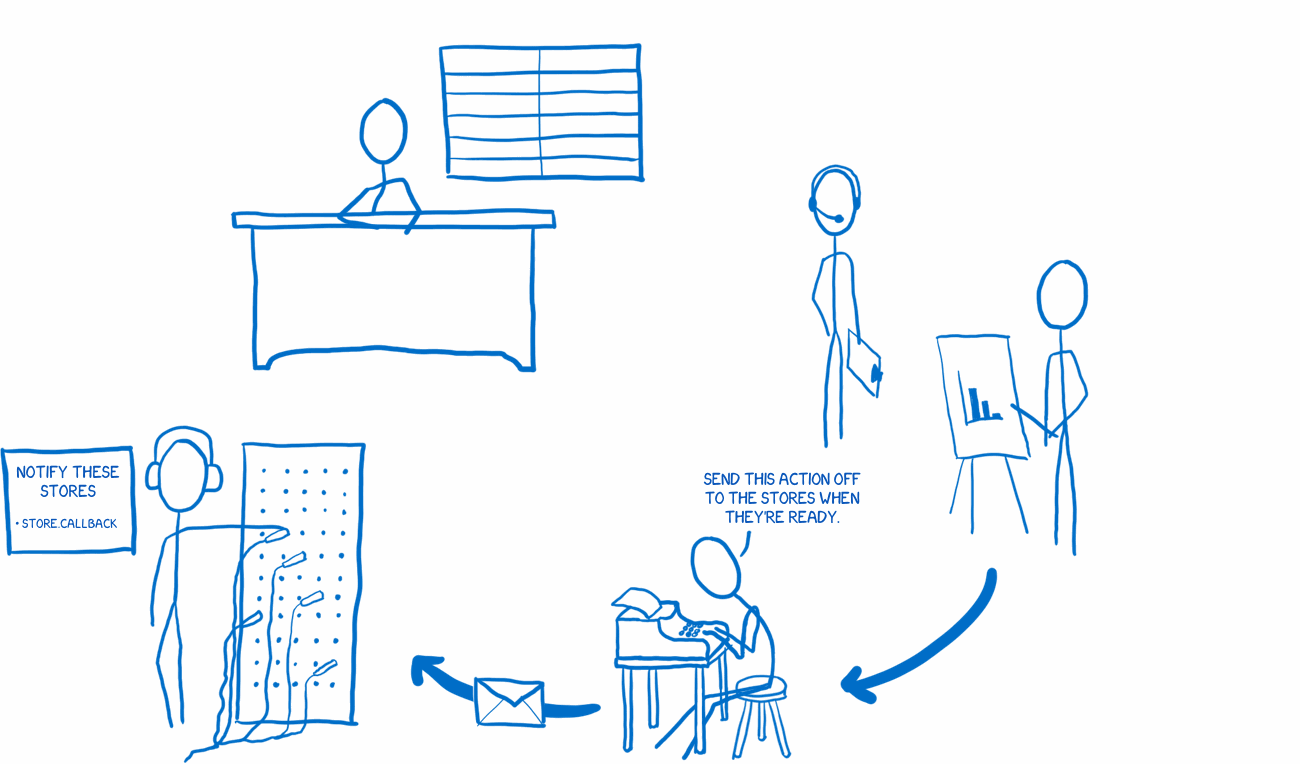 NOTIFY THESE
STORES
• STORE.CALLBACK
SEND THIS ACTION OFF
TO THE STORES WHEN
THEY'RE READY.